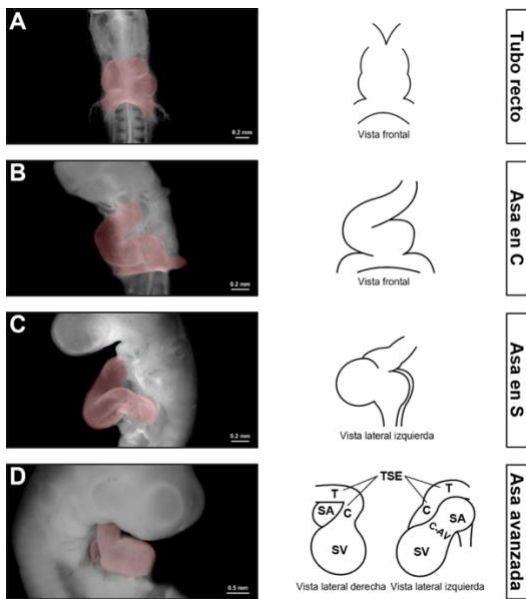 A
0.2 mm
Vista frontal
Tubo recto
B
0.2 mm
Vista frontal
Asa en C
C
0.2 mm
Vista lateral izquierda
Asa en S
D
0.5 mm
TSE
T
T
SA
C
C
SA
C-AV
SV
SV
Vista lateral derecha
Vista lateral izquierda
Asa avanzada